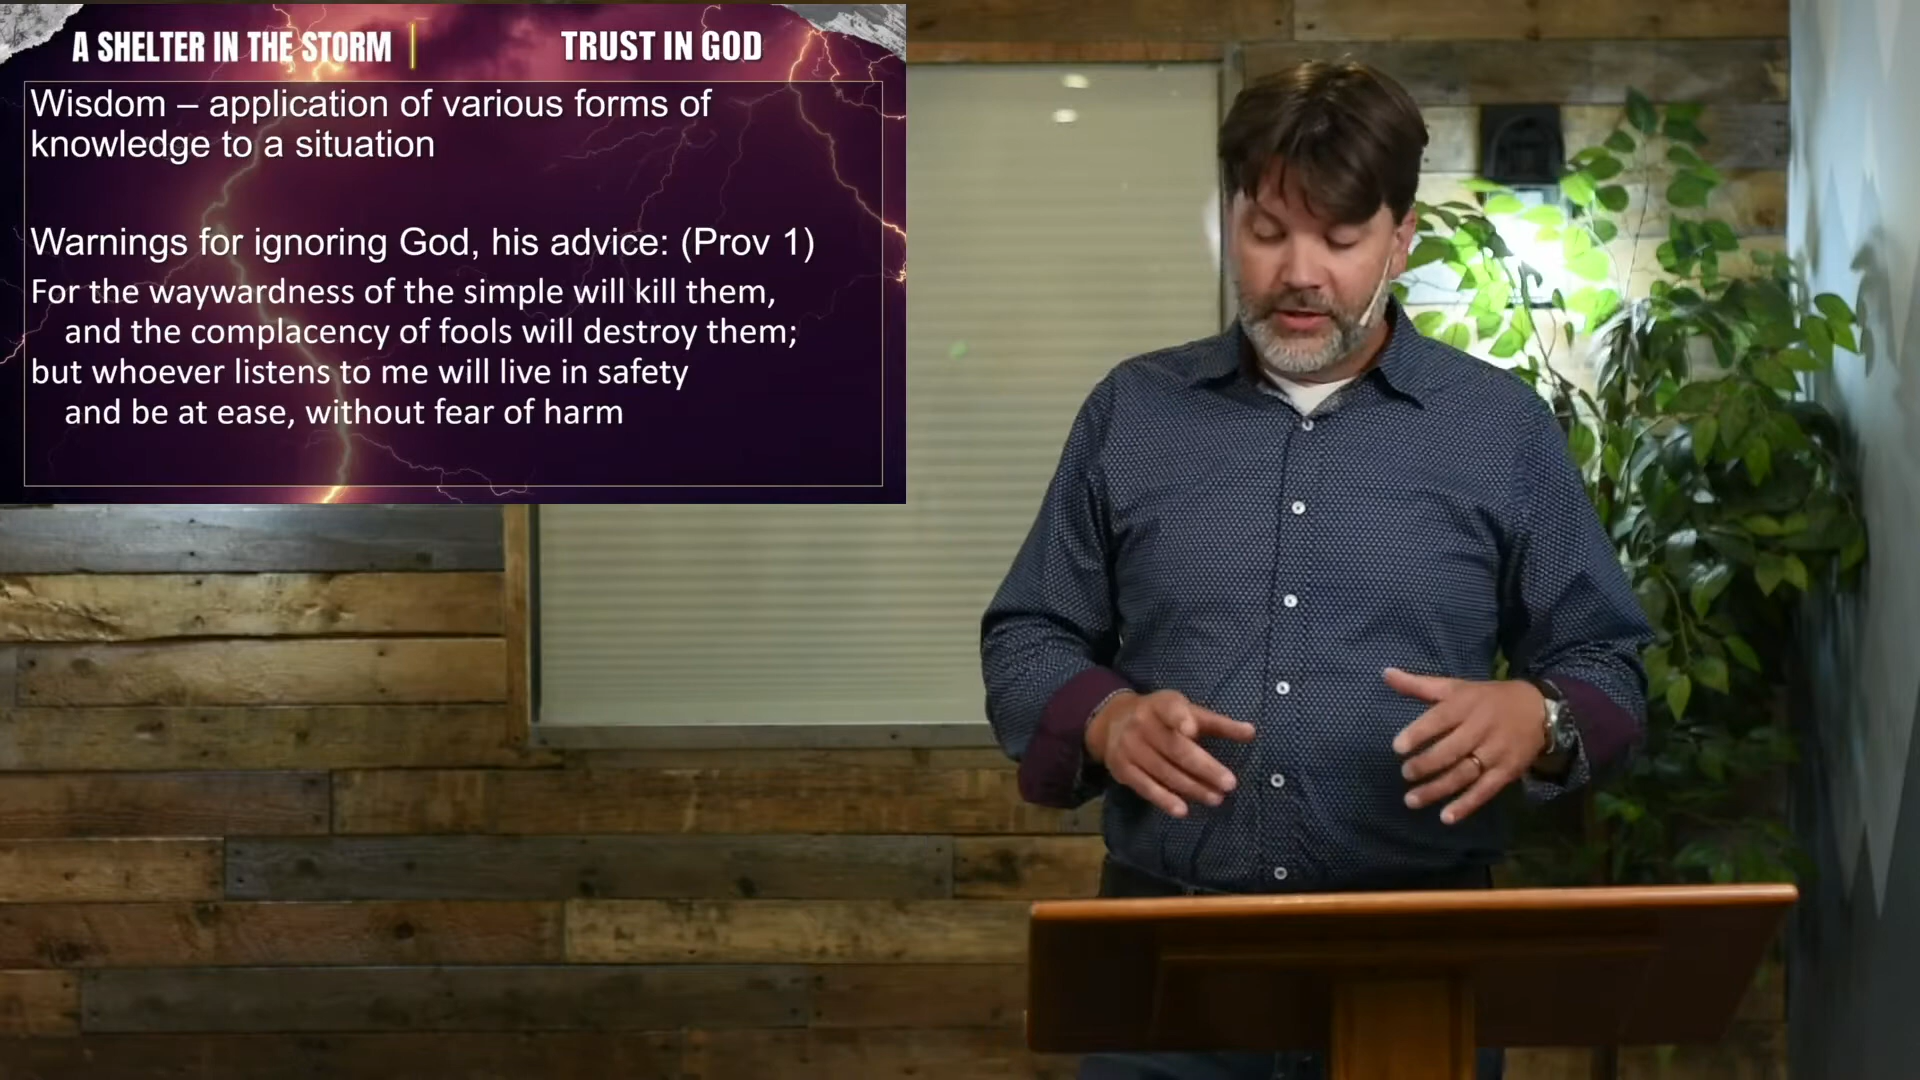 A SHELTER IN THE STORM | TRUST IN GOD
Wisdom – application of various forms of
knowledge to a situation
Warnings for ignoring God, his advice: (Prov 1)
For the waywardness of the simple will kill them,
and the complacency of fools will destroy them;
but whoever listens to me will live in safety
and be at ease, without fear of harm